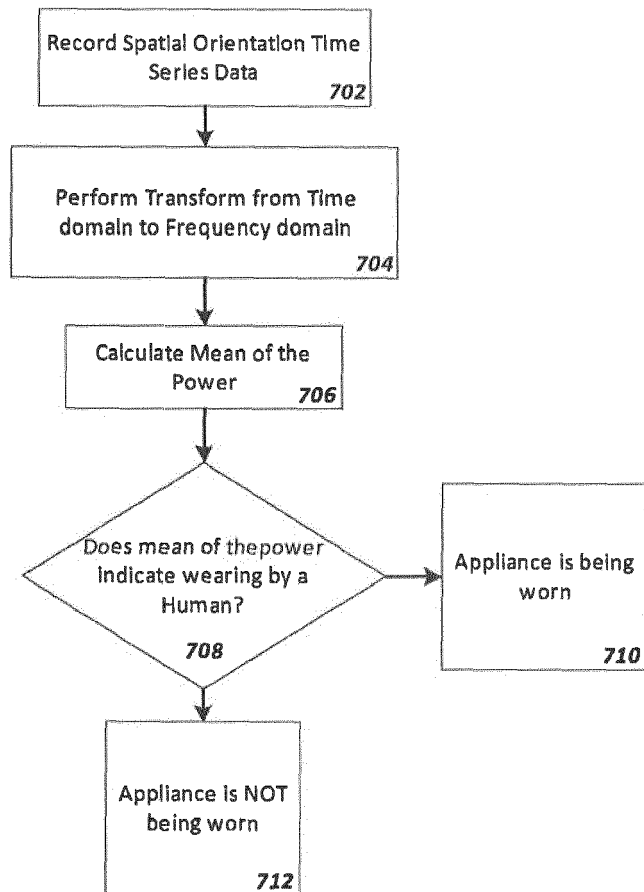 Record Spatial Orientation Time
Series Data
702
Perform Transform from Time
domain to Frequency domain
704
Calculate Mean of the
Power
706
Does mean of thepower
indicate wearing by a
Human?
708
Appliance is being
worn
710
Appliance is NOT
being worn
712